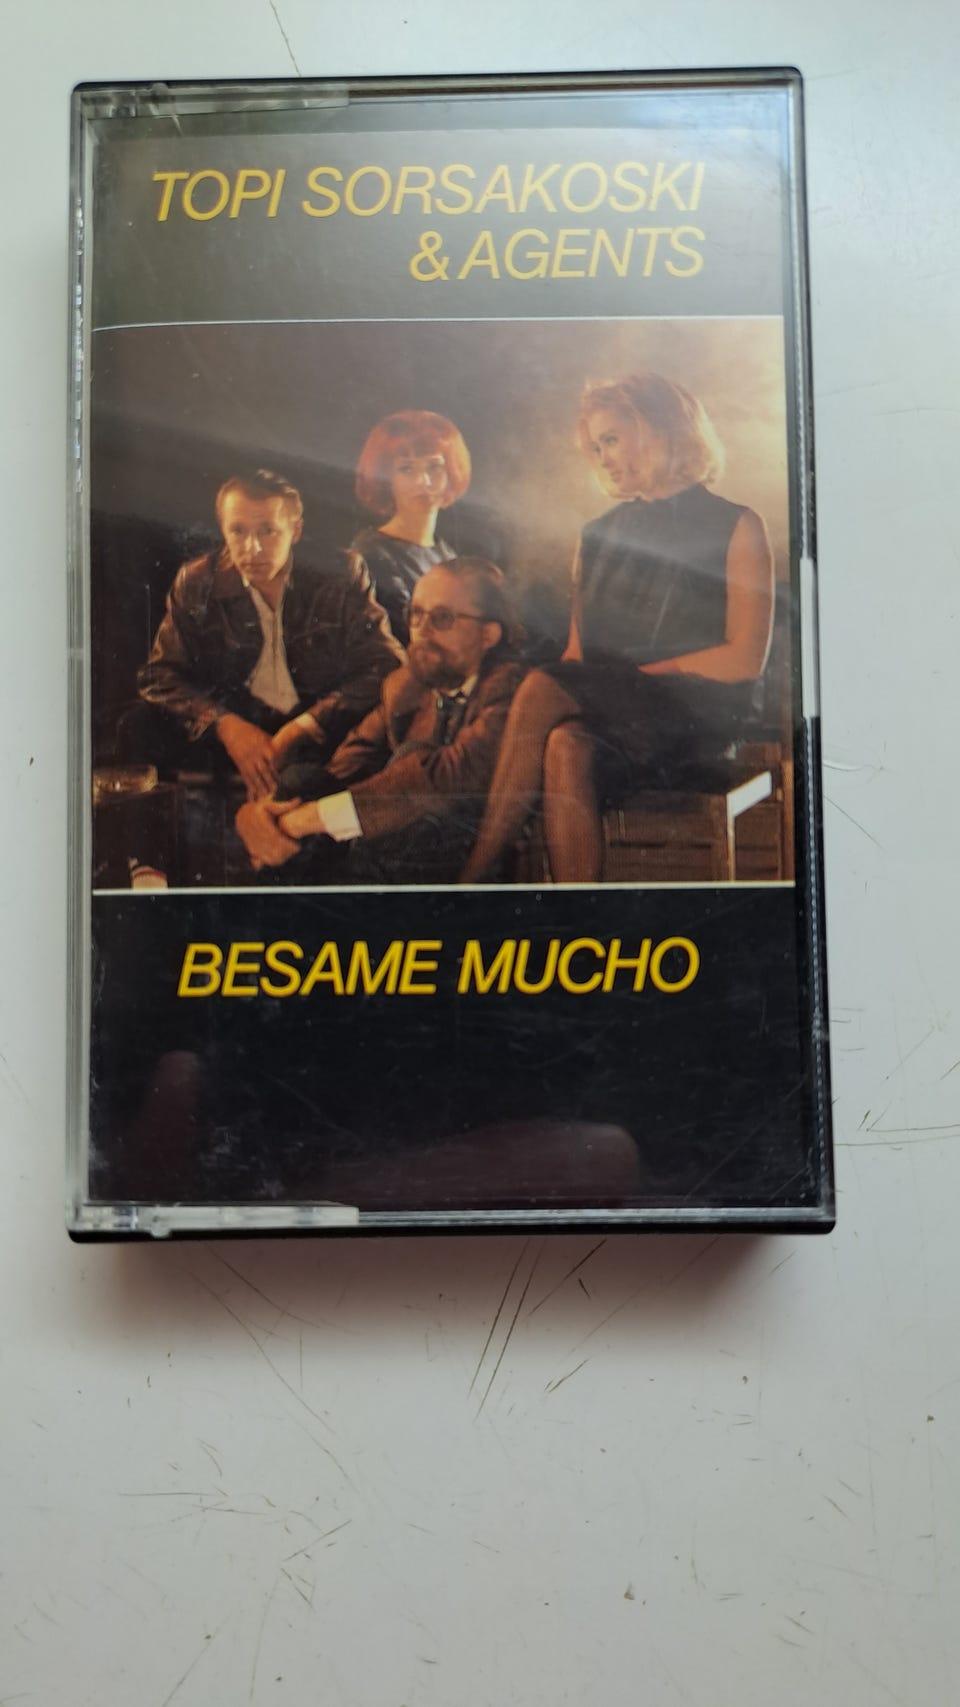 TOPI SORSAKOSKI
& AGENTS
BESAME MUCHO